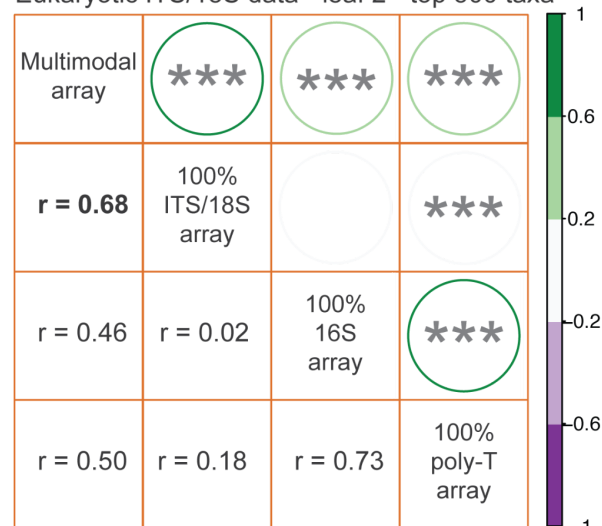 Multimodal
array
***
***
***
r = 0.68
100%
ITS/18S
array
***
r = 0.46
r = 0.02
100%
16S
array
***
r = 0.50
r = 0.18
r = 0.73
100%
poly-T
array
1
0.6
0.2
-0.2
-0.6